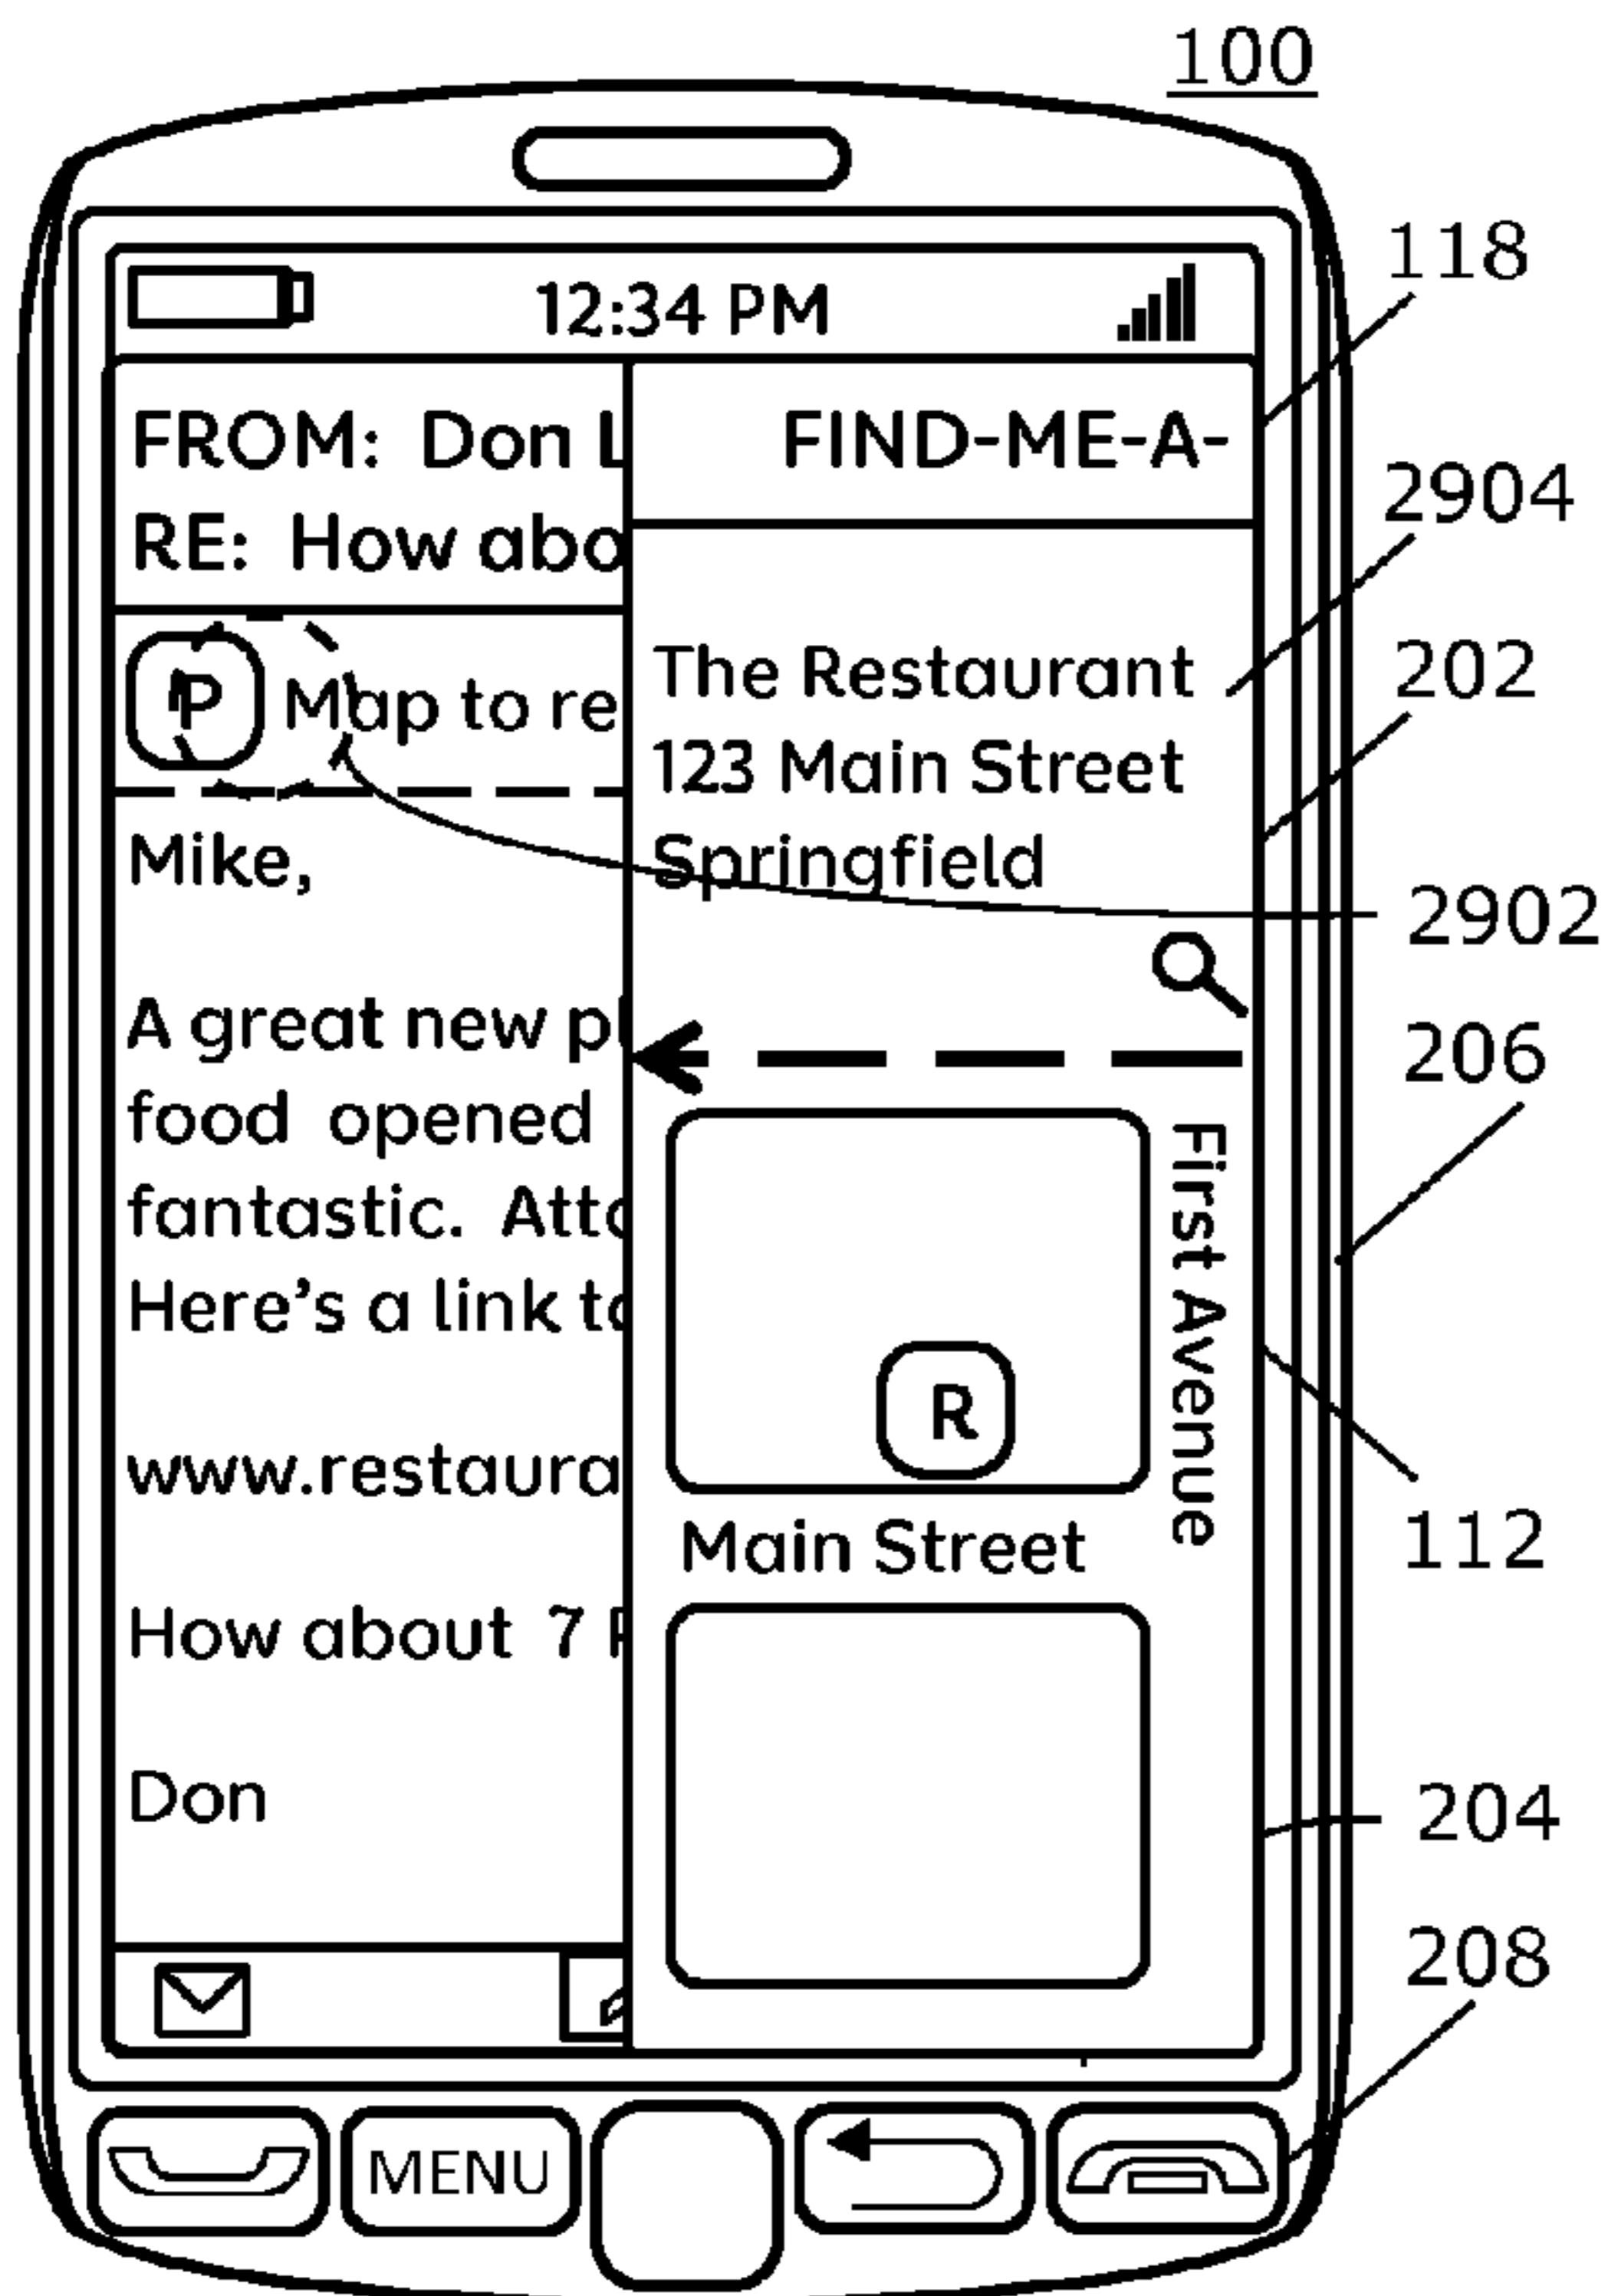 100
12:34 PM
118
FROM: Don L
RE: How abo
P Map to re
Mike,
A great new pl
food opened
fantastic. Atta
Here's a link to
www.restaura
How about 7 P
Don
FIND-ME-A-
The Restaurant
123 Main Street
Springfield
First Avenue
R
Main Street
2904
202
2902
206
112
204
208
MENU